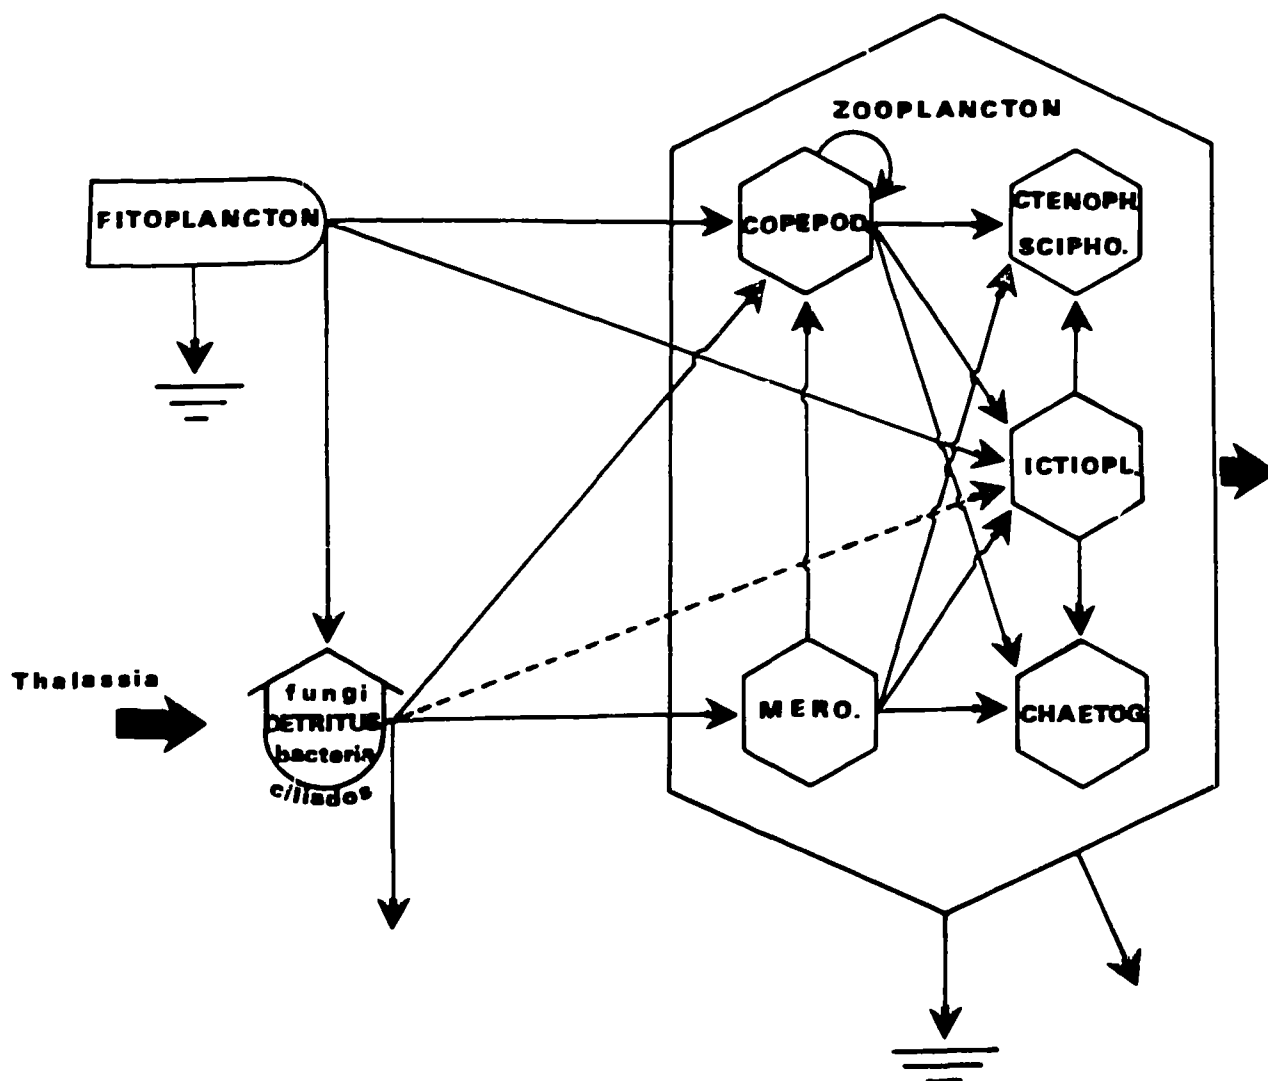 ZOOPLANCTON
FITOPLANCTON
COPEPOD.
CTENOPH.
SCIPHO.
ICTIOPL.
Thalassia
fungi
DETRITUS
bacteria
ciliados
MERO.
CHAETOG